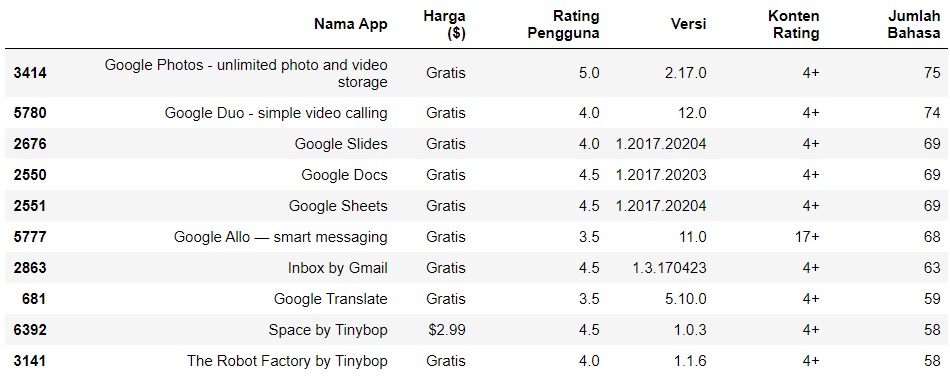 Nama App Harga ($) Rating Pengguna Versi Konten Rating Jumlah Bahasa
3414 Google Photos - unlimited photo and video storage Gratis 5.0 2.17.0 4+ 75
5780 Google Duo - simple video calling Gratis 4.0 12.0 4+ 74
2676 Google Slides Gratis 4.0 1.2017.20204 4+ 69
2550 Google Docs Gratis 4.5 1.2017.20203 4+ 69
2551 Google Sheets Gratis 4.5 1.2017.20204 4+ 69
5777 Google Allo — smart messaging Gratis 3.5 11.0 17+ 68
2863 Inbox by Gmail Gratis 4.5 1.3.170423 4+ 63
681 Google Translate Gratis 3.5 5.10.0 4+ 59
6392 Space by Tinybop $2.99 4.5 1.0.3 4+ 58
3141 The Robot Factory by Tinybop Gratis 4.0 1.1.6 4+ 58